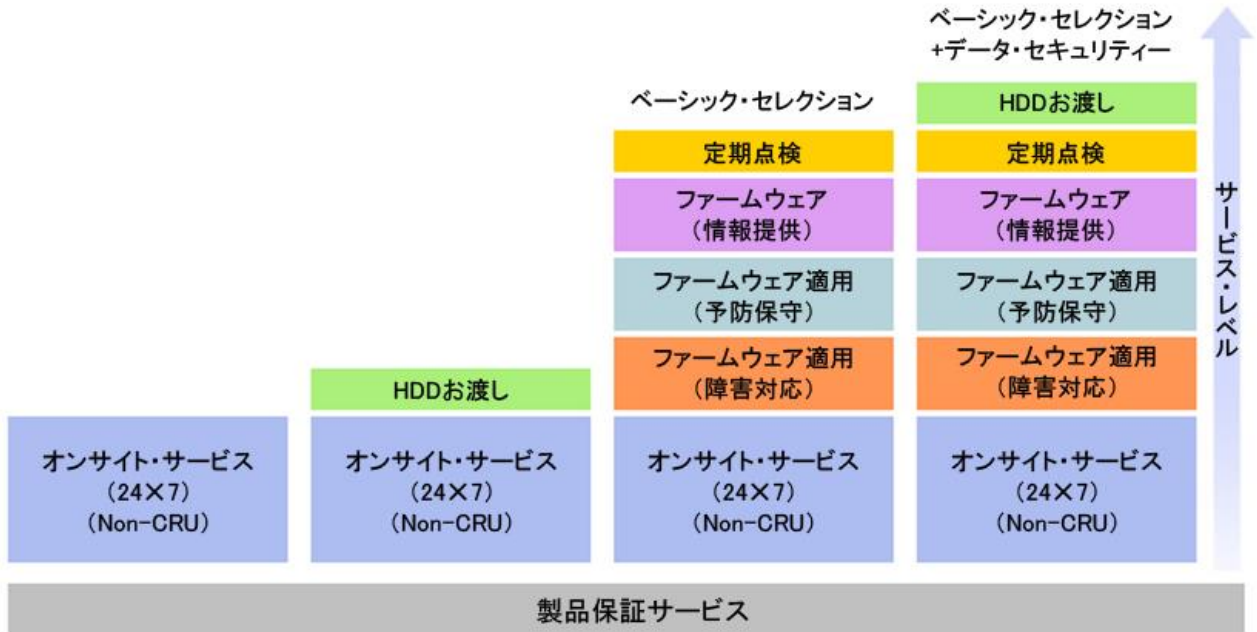 ベーシック・セレクション
+データ・セキュリティー
ベーシック・セレクション
HDDお渡し
定期点検
定期点検
ファームウェア
(情報提供)
ファームウェア
(情報提供)
ファームウェア適用
(予防保守)
ファームウェア適用
(予防保守)
HDDお渡し
ファームウェア適用
(障害対応)
ファームウェア適用
(障害対応)
オンサイト・サービス
(24×7)
(Non-CRU)
オンサイト・サービス
(24×7)
(Non-CRU)
オンサイト・サービス
(24×7)
(Non-CRU)
オンサイト・サービス
(24×7)
(Non-CRU)
サービス・レベル
製品保証サービス